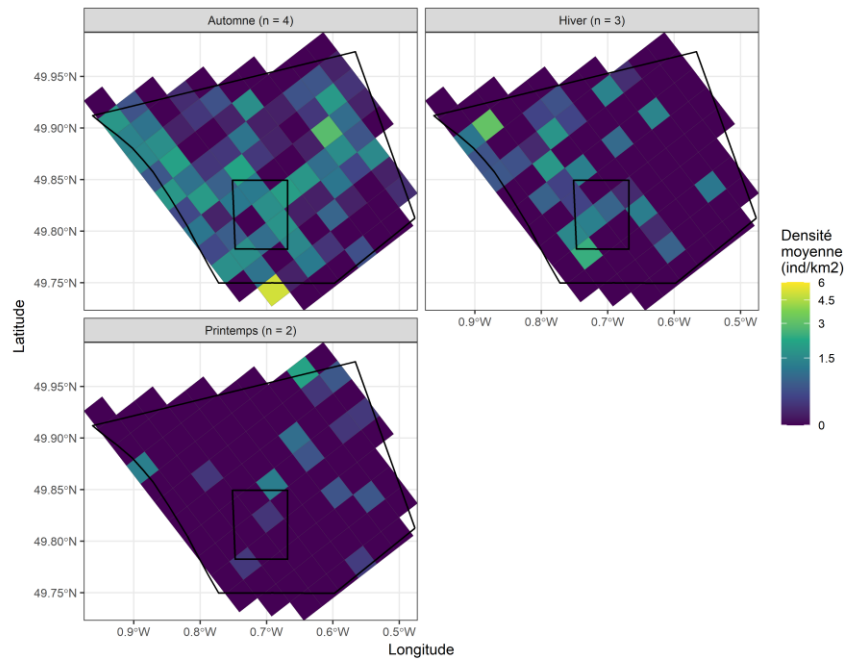 Automne (n = 4)
Hiver (n = 3)
49.95°N
49.90°N
49.85°N
49.80°N
49.75°N
0.9°W
0.8°W
0.7°W
0.6°W
0.5°W
Densité
moyenne
(ind/km2)
6
4.5
3
1.5
0
Latitude
Printemps (n = 2)
49.95°N
49.90°N
49.85°N
49.80°N
49.75°N
0.9°W
0.8°W
0.7°W
0.6°W
0.5°W
Longitude